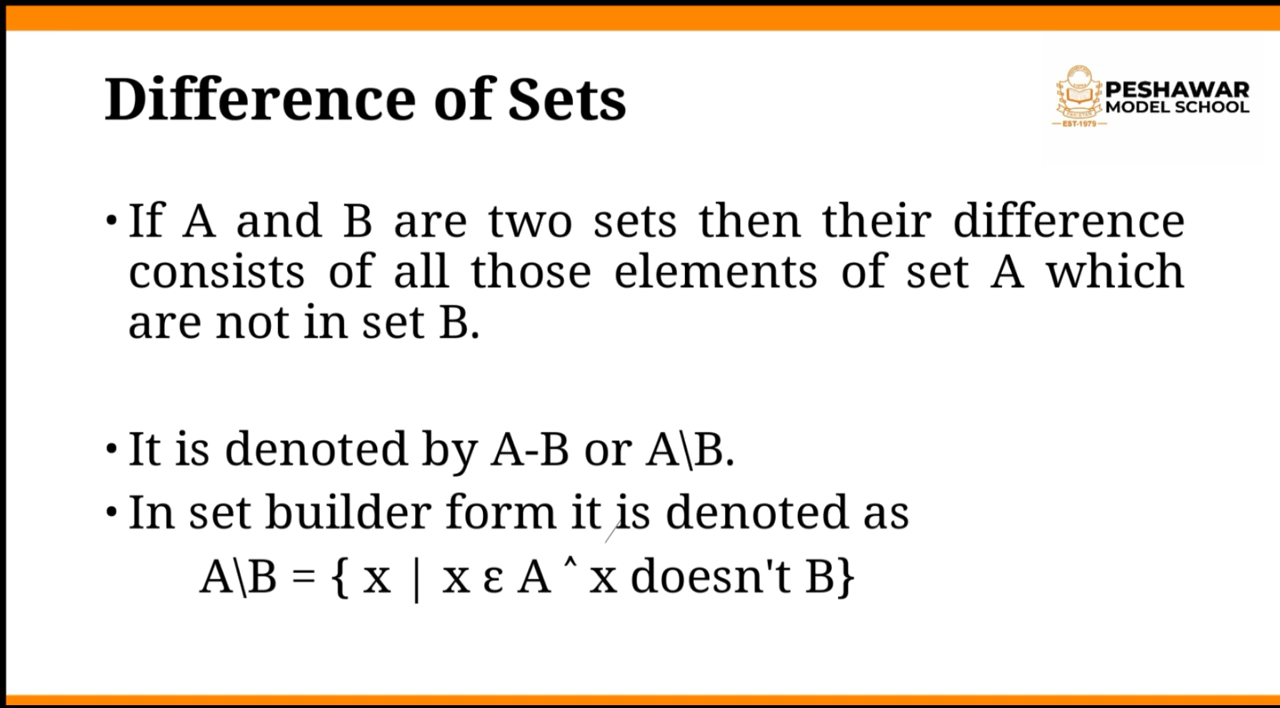 Difference of Sets
PESHAWAR
MODEL SCHOOL
EST-1979
• If A and B are two sets then their difference
consists of all those elements of set A which
are not in set B.
• It is denoted by A-B or A\B.
• In set builder form it is denoted as
A\B = { x | x ε A ^ x doesn't B}